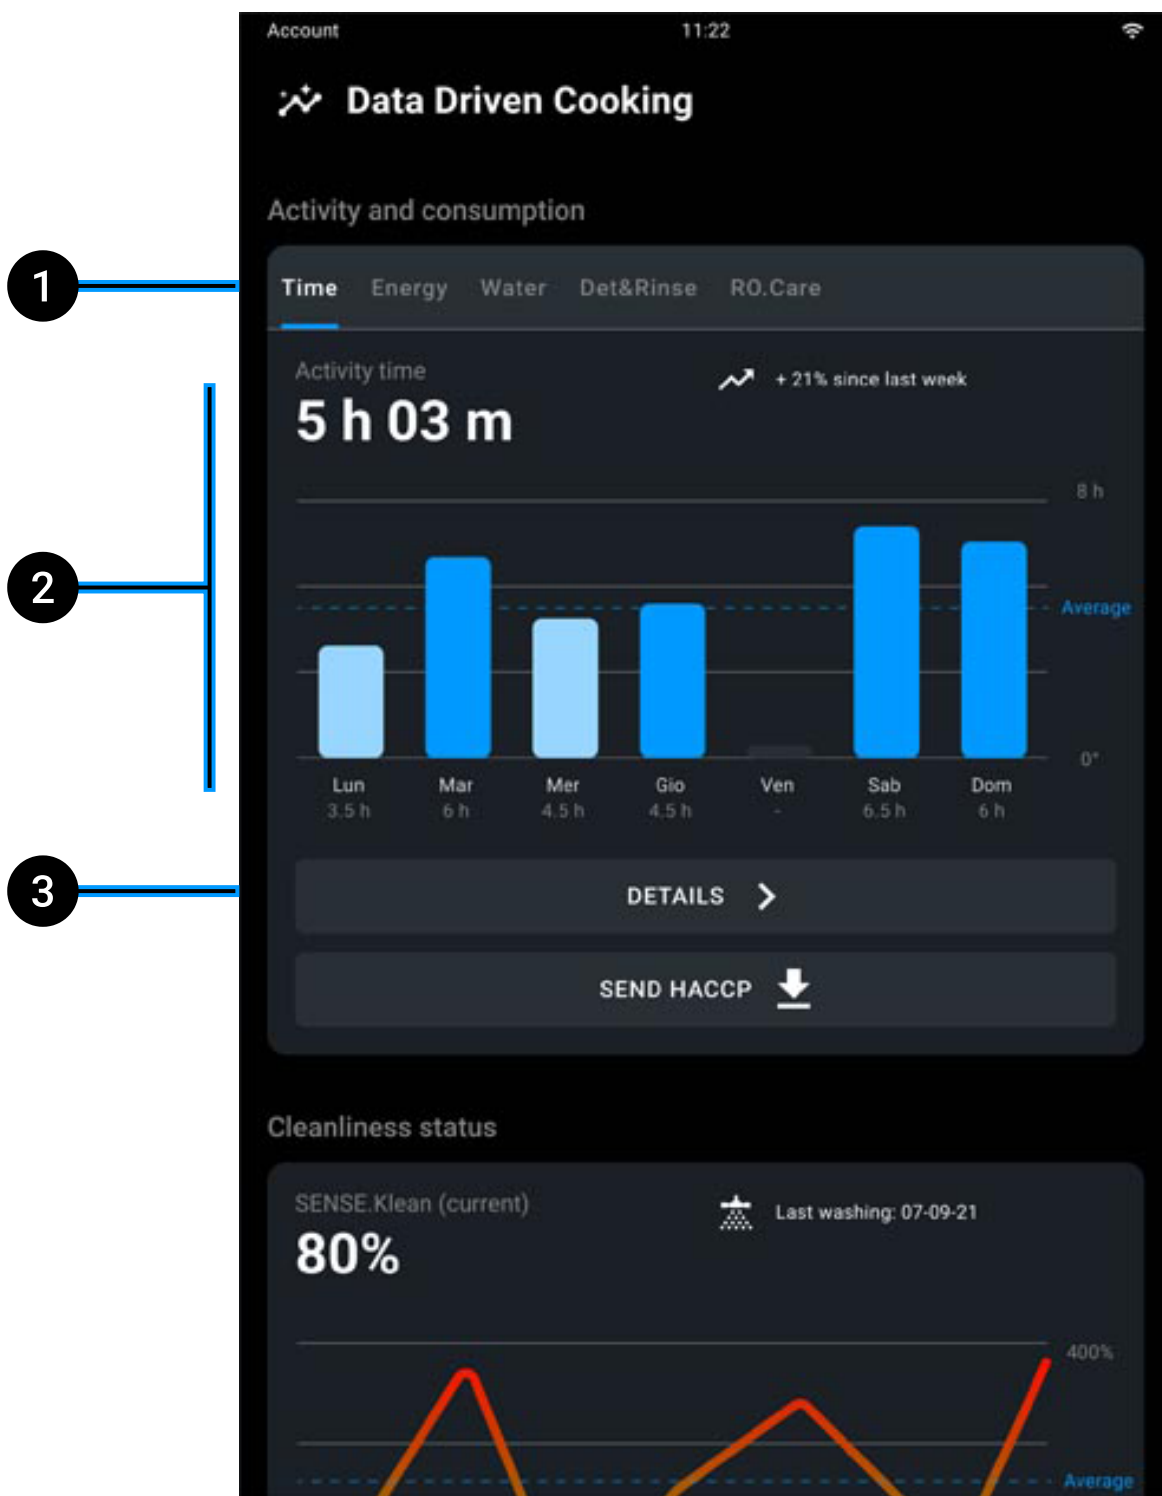 Account 11:22
Data Driven Cooking
Activity and consumption
1
Time Energy Water Det&Rinse RO.Care
Activity time
+ 21% since last week
5 h 03 m
8 h
2
Average
0°
Lun Mar Mer Gio Ven Sab Dom
3.5 h 6 h 4.5 h 4.5 h - 6.5 h 6 h
3
DETAILS
SEND HACCP
Cleanliness status
SENSE.Klean (current)
Last washing: 07-09-21
80%
400%
Average